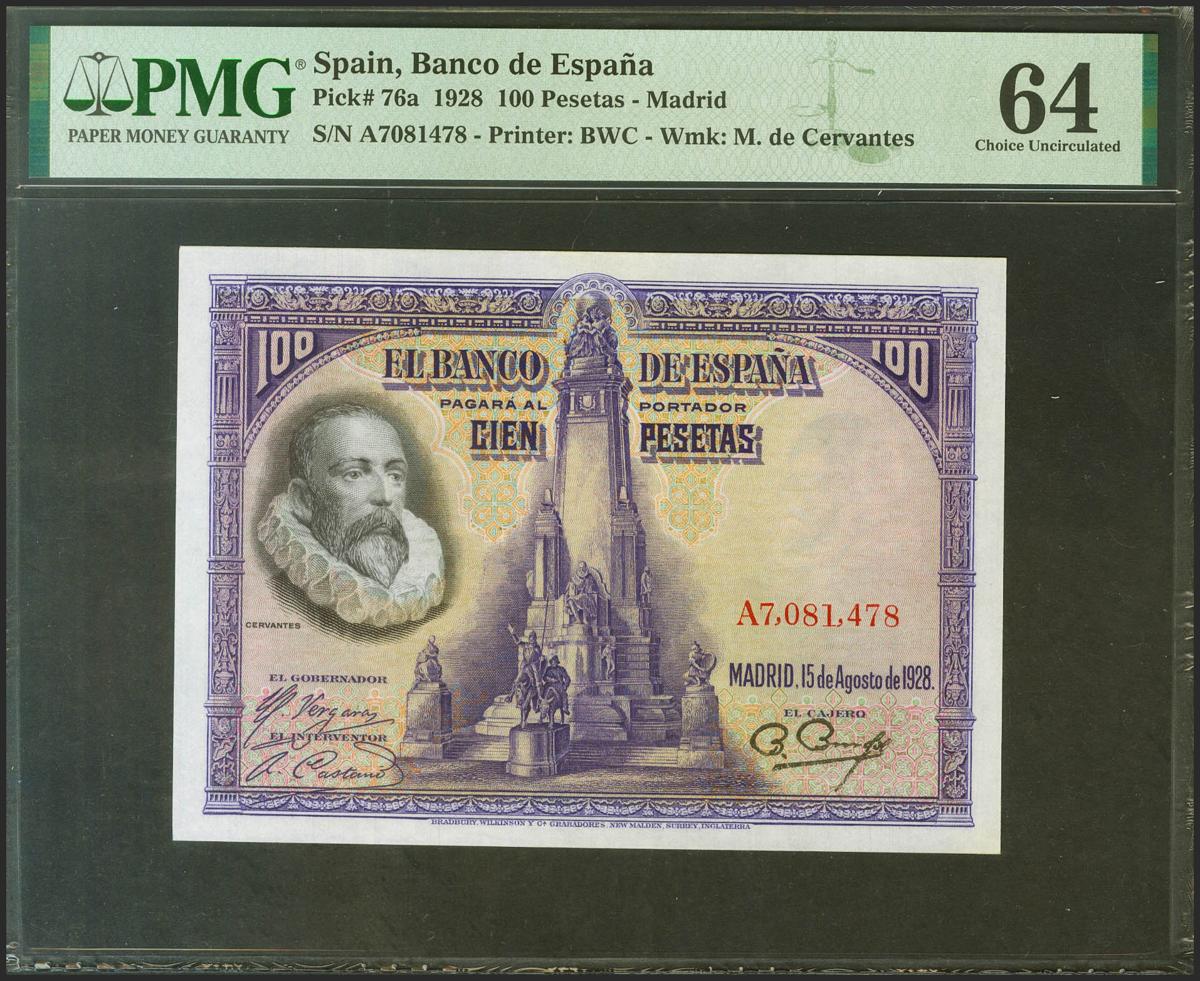 PMG®
PAPER MONEY GUARANTY
Spain, Banco de España
Pick# 76a 1928 100 Pesetas - Madrid
S/N A7081478 - Printer: BWC - Wmk: M. de Cervantes
64
Choice Uncirculated
100
100
EL BANCO DE ESPAÑA
PAGARÁ AL PORTADOR
CIEN PESETAS
CERVANTES
A7,081,478
MADRID, 15 de Agosto de 1928.
EL GOBERNADOR
EL CAJERO
EL INTERVENTOR
BRADBURY, WILKINSON Y Cª GRABADORES, NEW MALDEN, SURREY, INGLATERRA